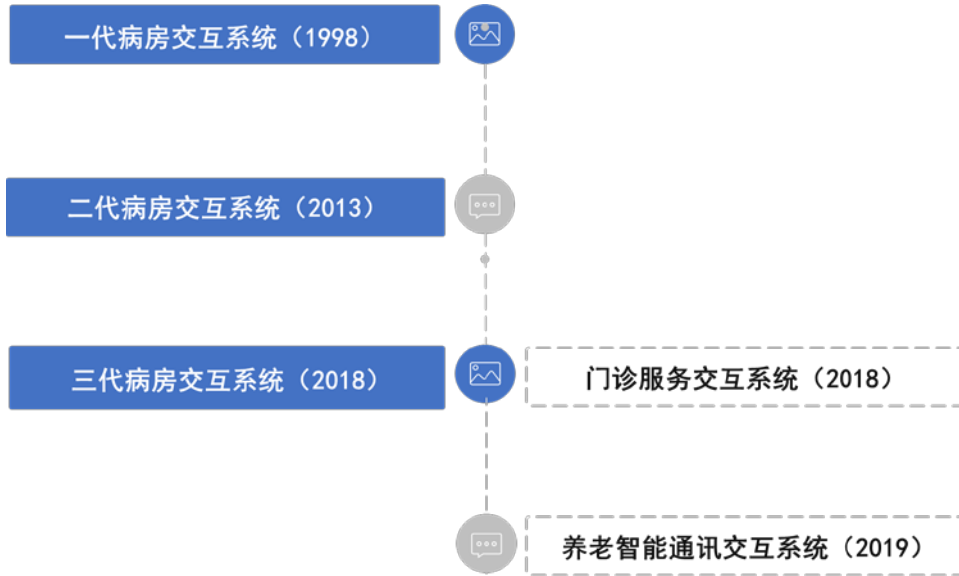 一代病房交互系统（1998）
二代病房交互系统（2013）
三代病房交互系统（2018）
门诊服务交互系统（2018）
养老智能通讯交互系统（2019）